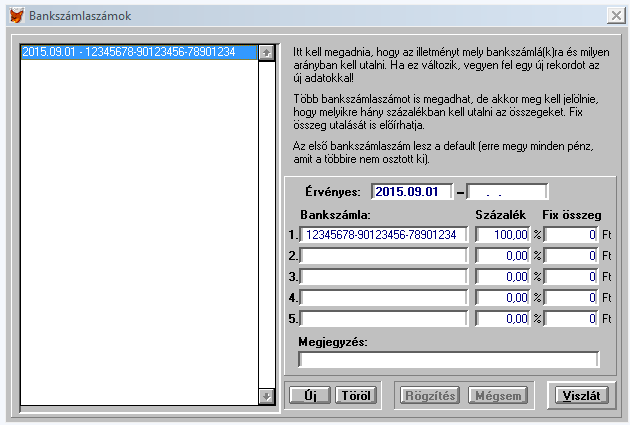 Bankszámlaszámok
2015.09.01 - 12345678-90123456-78901234
Itt kell megadnia, hogy az illetményt mely bankszámlá(k)ra és milyen
arányban kell utalni. Ha ez változik, vegyen fel egy új rekordot az
új adatokkal!
Több bankszámlaszámot is megadhat, de akkor meg kell jelölnie,
hogy melyikre hány százalékban kell utalni az összegeket. Fix
összeg utalását is előírhatja.
Az első bankszámlaszám lesz a default (erre megy minden pénz,
amit a többire nem osztott ki).
Érvényes: 2015.09.01 – . .
Bankszámla: Százalék Fix összeg
1. 12345678-90123456-78901234 100,00 % 0 Ft
2. 0,00 % 0 Ft
3. 0,00 % 0 Ft
4. 0,00 % 0 Ft
5. 0,00 % 0 Ft
Megjegyzés:
Új Töröl Rögzítés Mégsem Viszlát